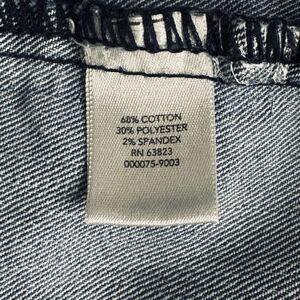 68% COTTON
30% POLYESTER
2% SPANDEX
RN 63823
000075-9003